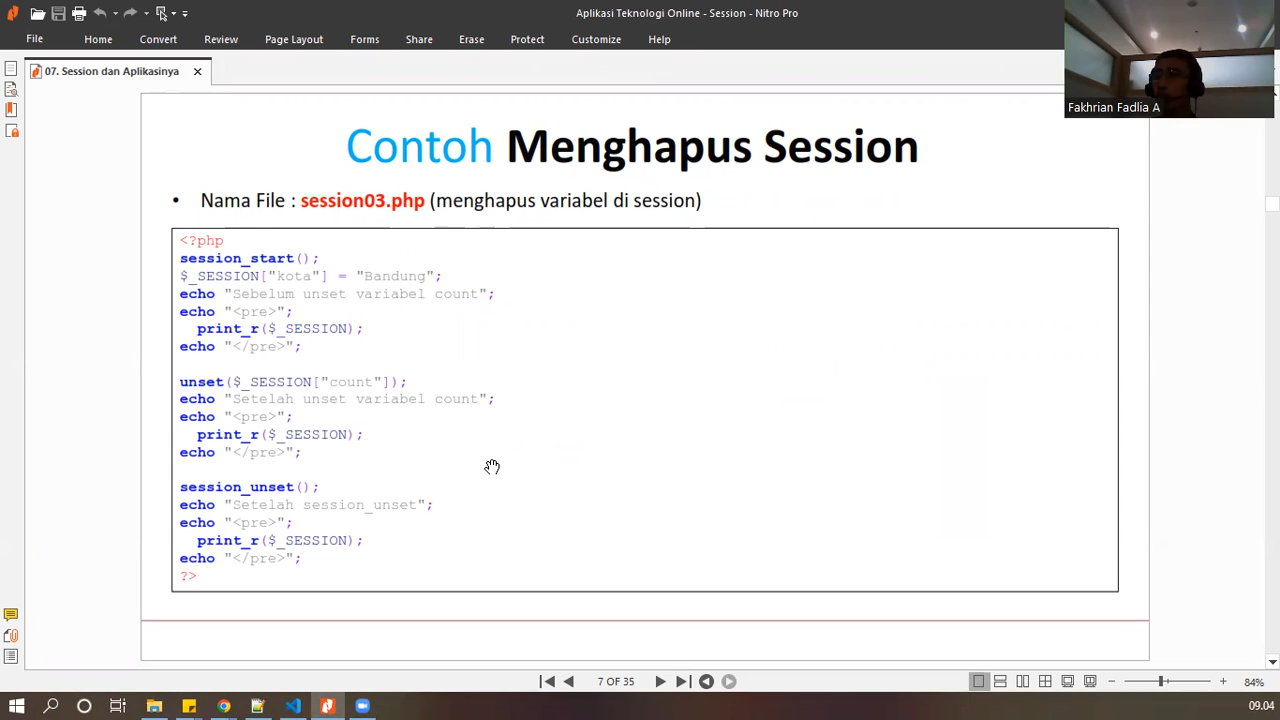 Aplikasi Teknologi Online - Session - Nitro Pro
File Home Convert Review Page Layout Forms Share Erase Protect Customize Help
07. Session dan Aplikasinya
Fakhrian Fadlia A
Contoh Menghapus Session
• Nama File : session03.php (menghapus variabel di session)
<?php
session_start();
$_SESSION["kota"] = "Bandung";
echo "Sebelum unset variabel count";
echo "<pre>";
print_r($_SESSION);
echo "</pre>";
unset($_SESSION["count"]);
echo "Setelah unset variabel count";
echo "<pre>";
print_r($_SESSION);
echo "</pre>";
session_unset();
echo "Setelah session_unset";
echo "<pre>";
print_r($_SESSION);
echo "</pre>";
?>
7 OF 35
84%
09.04